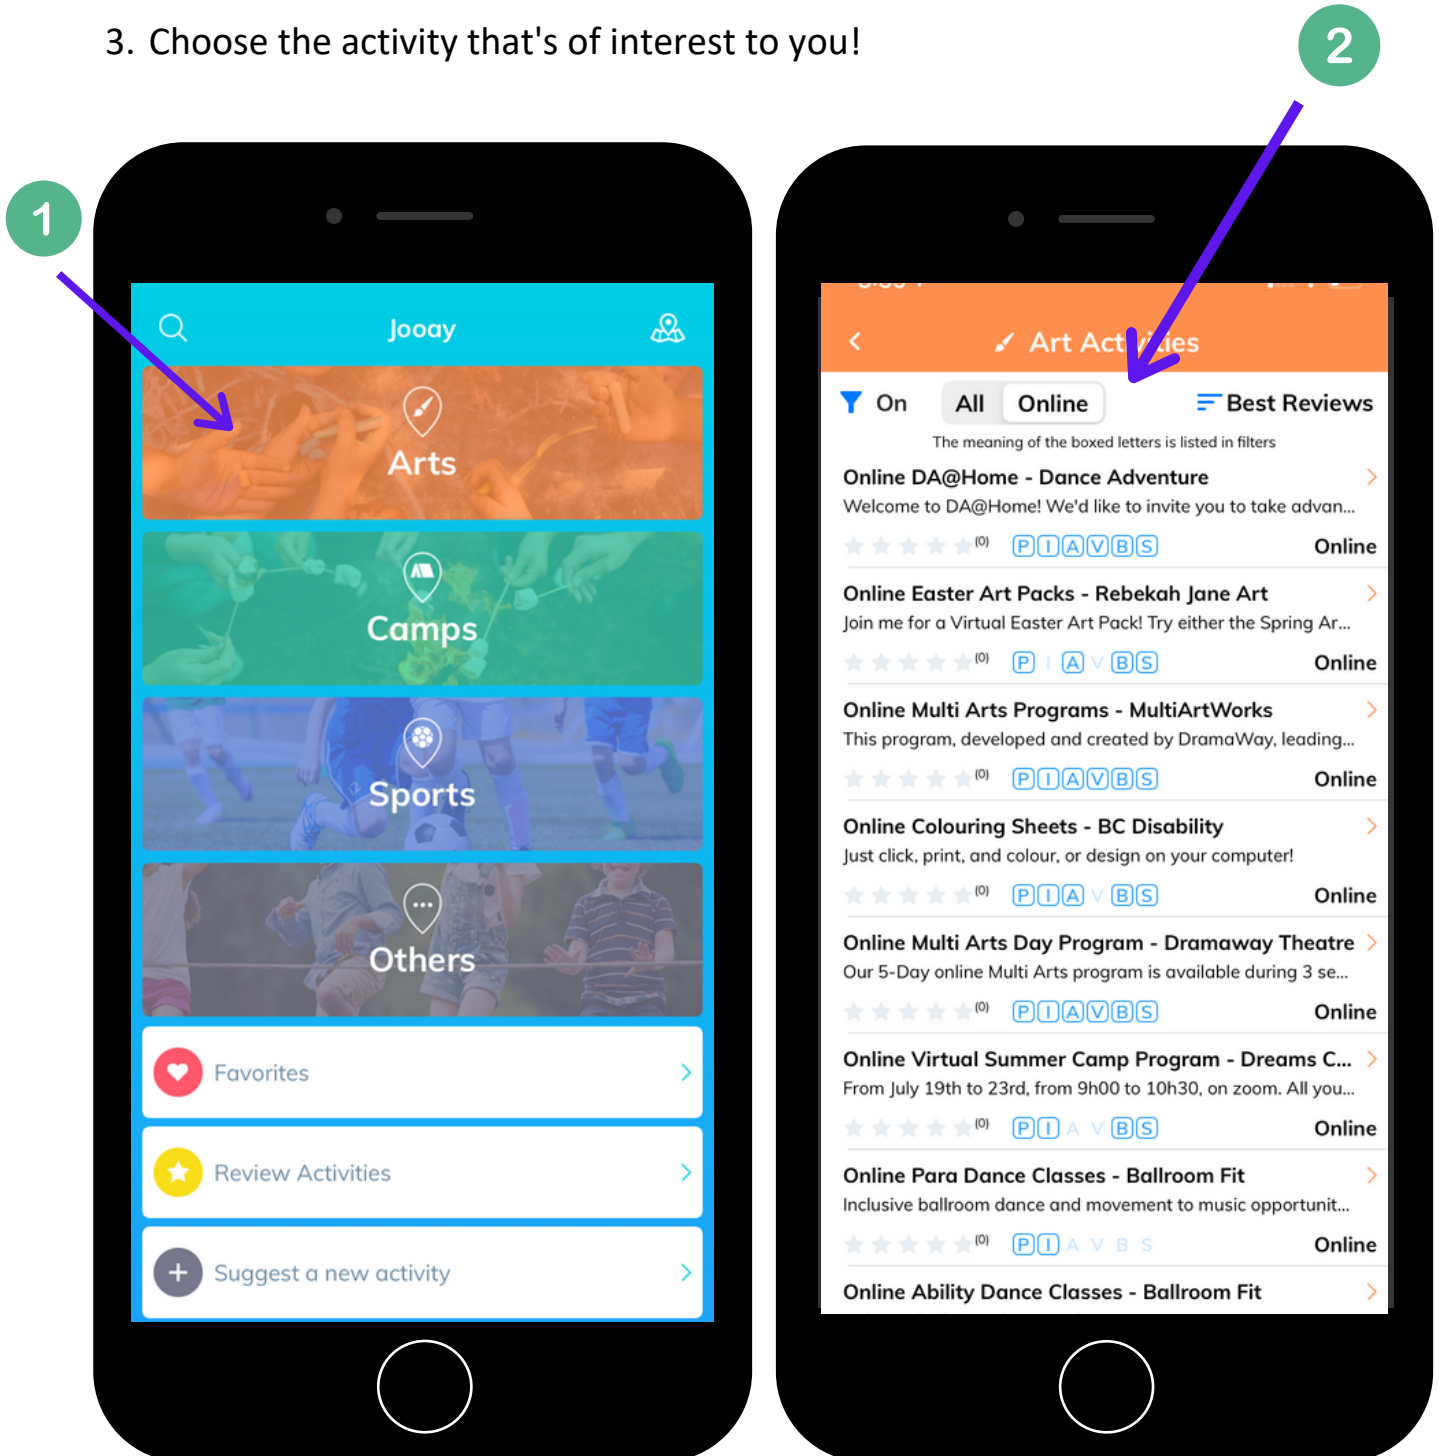 3. Choose the activity that's of interest to you!
2
1
Jooay
Arts
Camps
Sports
Others
Favorites
Review Activities
Suggest a new activity
Art Activities
On All Online Best Reviews
The meaning of the boxed letters is listed in filters
Online DA@Home - Dance Adventure
Welcome to DA@Home! We'd like to invite you to take advan...
(0) P I A V B S Online
Online Easter Art Packs - Rebekah Jane Art
Join me for a Virtual Easter Art Pack! Try either the Spring Ar...
(0) P I A V B S Online
Online Multi Arts Programs - MultiArtWorks
This program, developed and created by DramaWay, leading...
(0) P I A V B S Online
Online Colouring Sheets - BC Disability
Just click, print, and colour, or design on your computer!
(0) P I A V B S Online
Online Multi Arts Day Program - Dramaway Theatre
Our 5-Day online Multi Arts program is available during 3 se...
(0) P I A V B S Online
Online Virtual Summer Camp Program - Dreams C...
From July 19th to 23rd, from 9h00 to 10h30, on zoom. All you...
(0) P I A V B S Online
Online Para Dance Classes - Ballroom Fit
Inclusive ballroom dance and movement to music opportunit...
(0) P I A V B S Online
Online Ability Dance Classes - Ballroom Fit